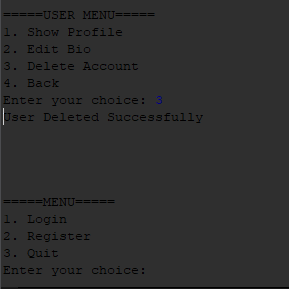 =====USER MENU=====
1. Show Profile
2. Edit Bio
3. Delete Account
4. Back
Enter your choice: 3
User Deleted Successfully
=====MENU=====
1. Login
2. Register
3. Quit
Enter your choice: